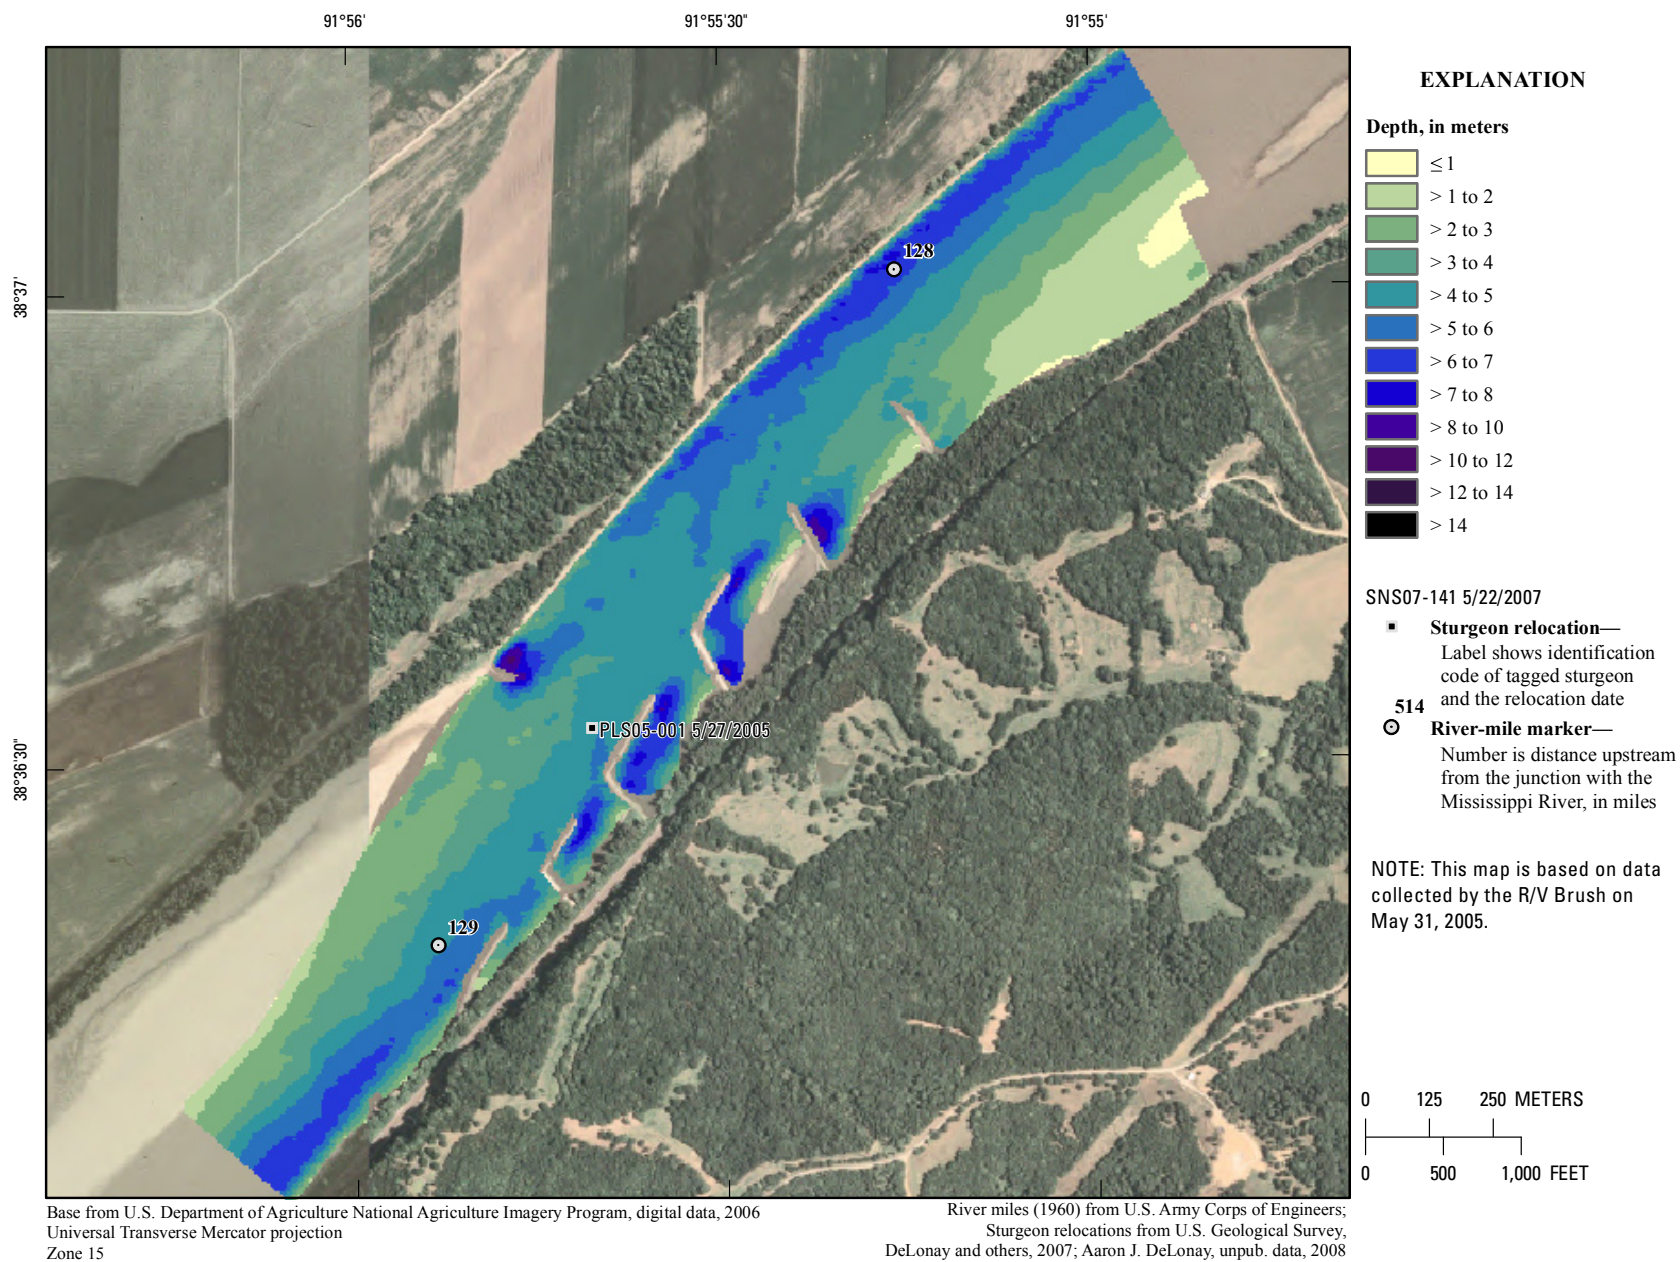 91°56'
91°55'30"
91°55'
38°37'
38°36'30"
128
PLS05-001 5/27/2005
129
EXPLANATION
Depth, in meters
≤ 1
> 1 to 2
> 2 to 3
> 3 to 4
> 4 to 5
> 5 to 6
> 6 to 7
> 7 to 8
> 8 to 10
> 10 to 12
> 12 to 14
> 14
SNS07-141 5/22/2007
Sturgeon relocation—
Label shows identification
code of tagged sturgeon
and the relocation date
514
River-mile marker—
Number is distance upstream
from the junction with the
Mississippi River, in miles
NOTE: This map is based on data
collected by the R/V Brush on
May 31, 2005.
0 125 250 METERS
0 500 1,000 FEET
Base from U.S. Department of Agriculture National Agriculture Imagery Program, digital data, 2006
Universal Transverse Mercator projection
Zone 15
River miles (1960) from U.S. Army Corps of Engineers;
Sturgeon relocations from U.S. Geological Survey,
DeLonay and others, 2007; Aaron J. DeLonay, unpub. data, 2008